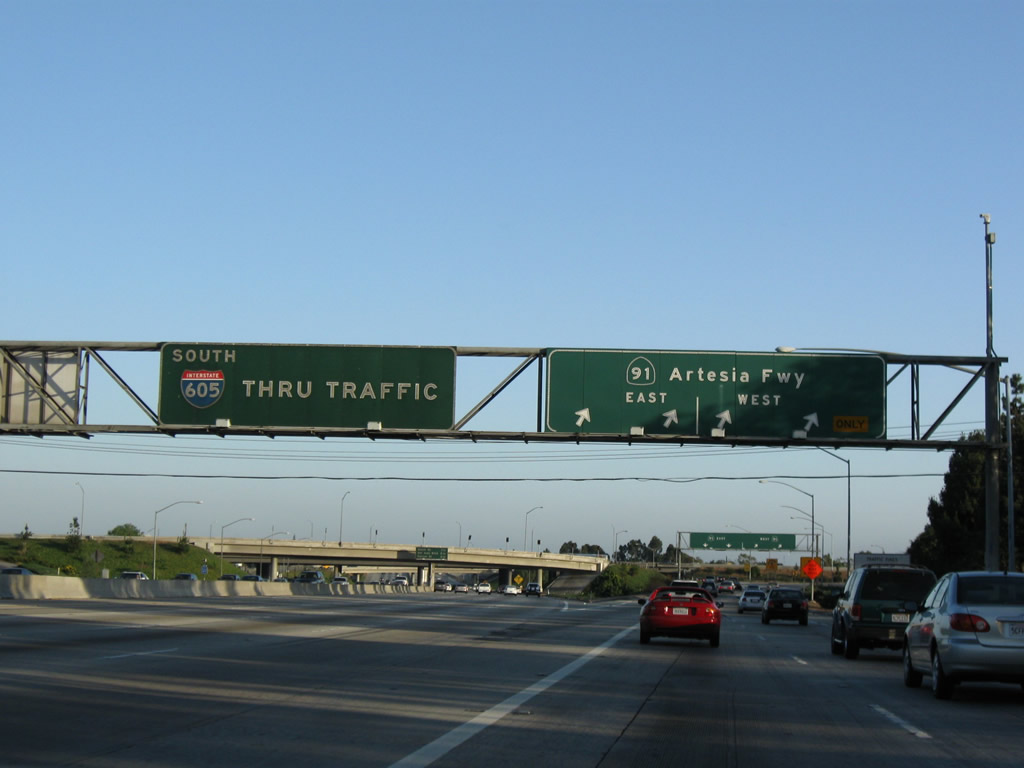 SOUTH
INTERSTATE
605
THRU TRAFFIC
91
Artesia Fwy
EAST
WEST
ONLY